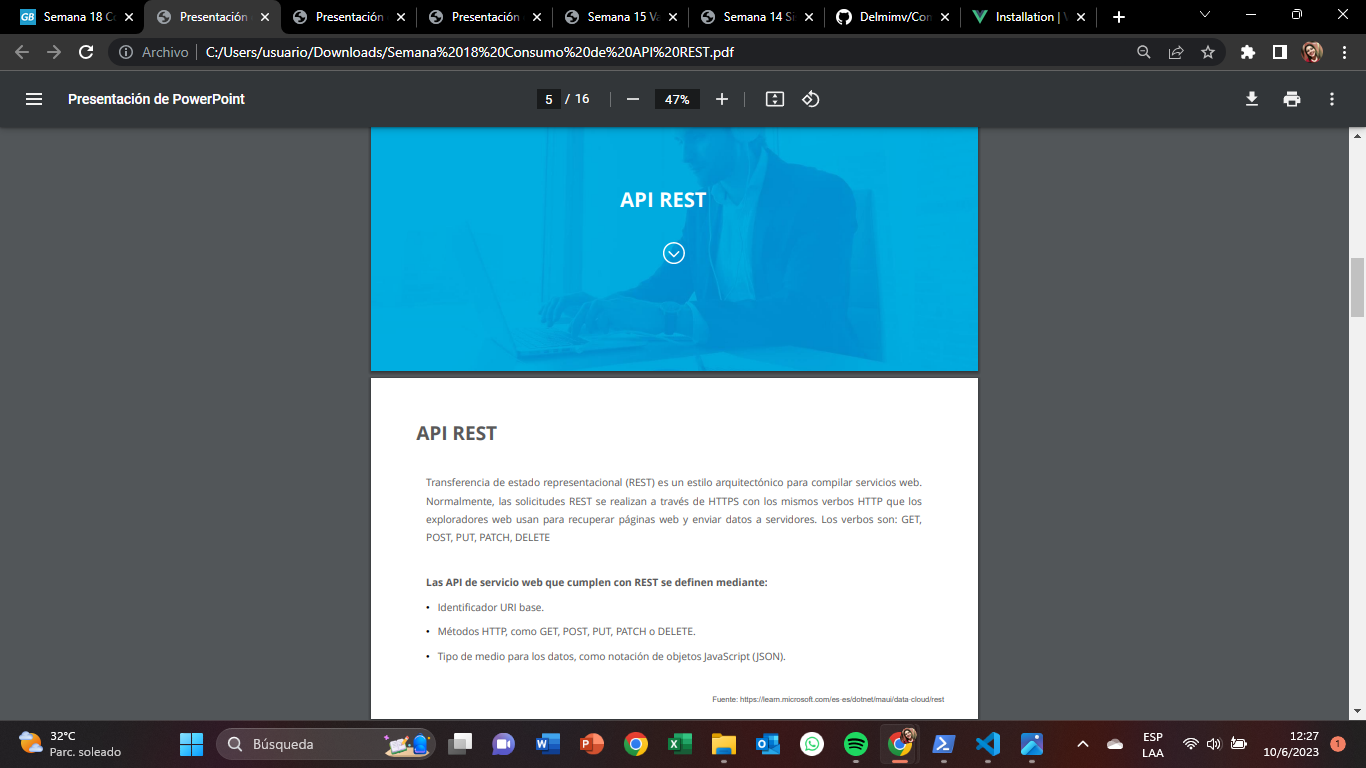 Semana 18 C
Presentación
Presentación
Presentación
Semana 15 Va
Semana 14 Si
Delmimv/Con
Installation |
Archivo
C:/Users/usuario/Downloads/Semana%2018%20Consumo%20de%20API%20REST.pdf
Presentación de PowerPoint
5 / 16
47%
API REST
API REST
Transferencia de estado representacional (REST) es un estilo arquitectónico para compilar servicios web.
Normalmente, las solicitudes REST se realizan a través de HTTPS con los mismos verbos HTTP que los
exploradores web usan para recuperar páginas web y enviar datos a servidores. Los verbos son: GET,
POST, PUT, PATCH, DELETE
Las API de servicio web que cumplen con REST se definen mediante:
• Identificador URI base.
• Métodos HTTP, como GET, POST, PUT, PATCH o DELETE.
• Tipo de medio para los datos, como notación de objetos JavaScript (JSON).
Fuente: https://learn.microsoft.com/es-es/dotnet/maui/data-cloud/rest
32°C
Parc. soleado
Búsqueda
ESP
LAA
12:27
10/6/2023
1